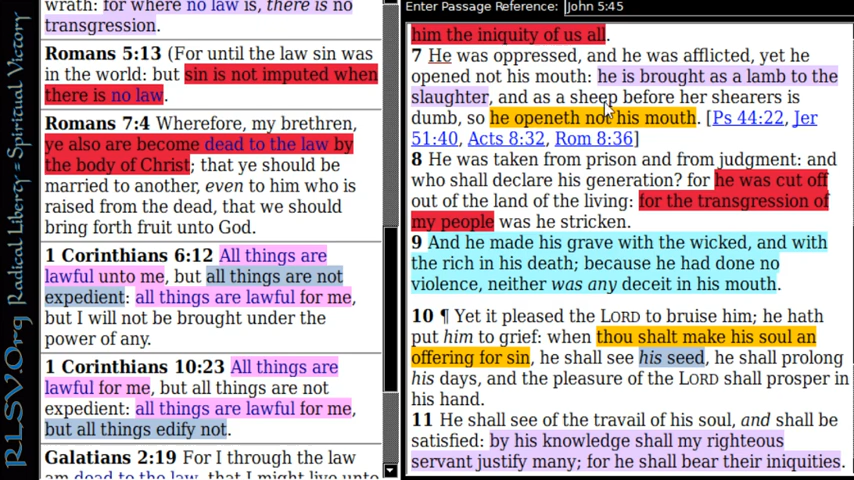 RLSVOrg Radical Liberty = Spiritual Victory
wrath: for where no law is, there is no
transgression.
Romans 5:13 (For until the law sin was
in the world: but sin is not imputed when
there is no law.
Romans 7:4 Wherefore, my brethren,
ye also are become dead to the law by
the body of Christ; that ye should be
married to another, even to him who is
raised from the dead, that we should
bring forth fruit unto God.
1 Corinthians 6:12 All things are
lawful unto me, but all things are not
expedient: all things are lawful for me,
but I will not be brought under the
power of any.
1 Corinthians 10:23 All things are
lawful for me, but all things are not
expedient: all things are lawful for me,
but all things edify not.
Galatians 2:19 For I through the law
am dead to the law, that I might live unto
Enter Passage Reference: John 5:45
him the iniquity of us all.
7 He was oppressed, and he was afflicted, yet he
opened not his mouth: he is brought as a lamb to the
slaughter, and as a sheep before her shearers is
dumb, so he openeth not his mouth. [Ps 44:22, Jer
51:40, Acts 8:32, Rom 8:36]
8 He was taken from prison and from judgment: and
who shall declare his generation? for he was cut off
out of the land of the living: for the transgression of
my people was he stricken.
9 And he made his grave with the wicked, and with
the rich in his death; because he had done no
violence, neither was any deceit in his mouth.
10 ¶ Yet it pleased the LORD to bruise him; he hath
put him to grief: when thou shalt make his soul an
offering for sin, he shall see his seed, he shall prolong
his days, and the pleasure of the LORD shall prosper in
his hand.
11 He shall see of the travail of his soul, and shall be
satisfied: by his knowledge shall my righteous
servant justify many; for he shall bear their iniquities.